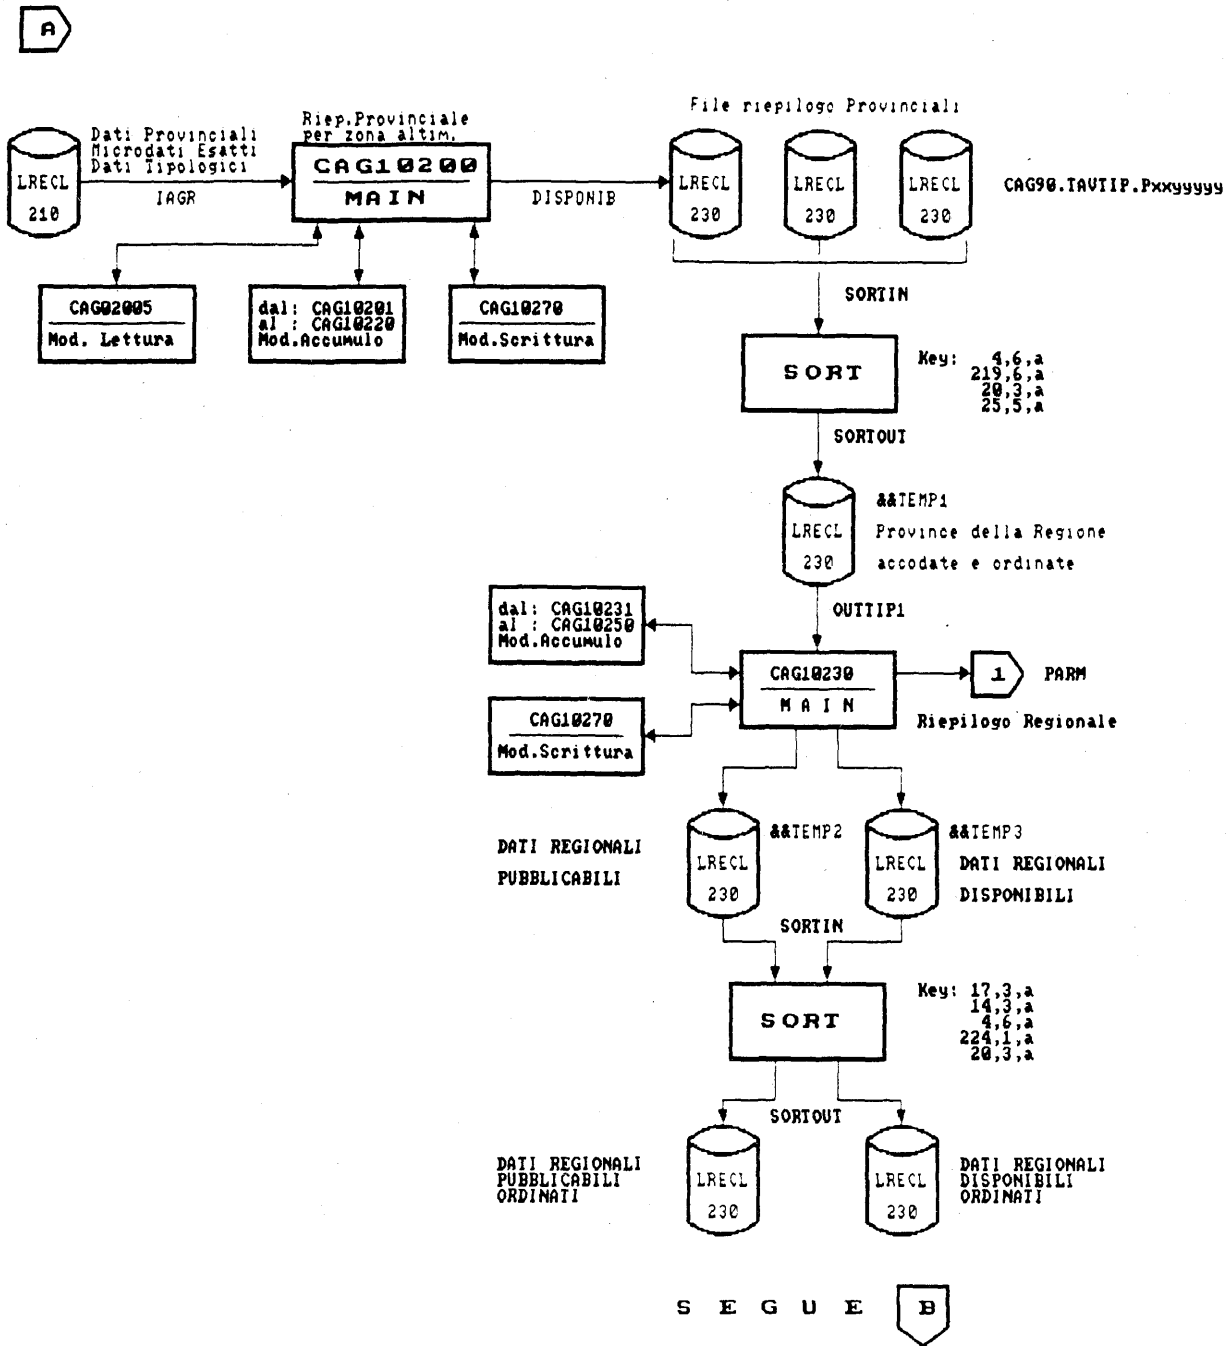 A
File riepilogo Provinciali
Dati Provinciali
Microdati Esatti
Dati Tipologici
IAGR
LRECL
210
Riep.Provinciale
per zona altim.
CAG10200
MAIN
DISPONIB
LRECL
230
LRECL
230
LRECL
230
CAG90.TAVTIP.Pxxyyyyy
CAG02005
Mod. Lettura
dal: CAG10201
al : CAG10220
Mod.Accumulo
CAG10270
Mod.Scrittura
SORTIN
SORT
Key: 4,6,a
219,6,a
20,3,a
25,5,a
SORTOUT
LRECL
230
&&TEMP1
Province della Regione
accodate e ordinate
OUTTIP1
dal: CAG10231
al : CAG10250
Mod.Accumulo
CAG10230
M A I N
1
PARM
Riepilogo Regionale
CAG10270
Mod.Scrittura
DATI REGIONALI
PUBBLICABILI
LRECL
230
&&TEMP2
LRECL
230
&&TEMP3
DATI REGIONALI
DISPONIBILI
SORTIN
SORT
Key: 17,3,a
14,3,a
4,6,a
224,1,a
20,3,a
SORTOUT
DATI REGIONALI
PUBBLICABILI
ORDINATI
LRECL
230
LRECL
230
DATI REGIONALI
DISPONIBILI
ORDINATI
S E G U E B